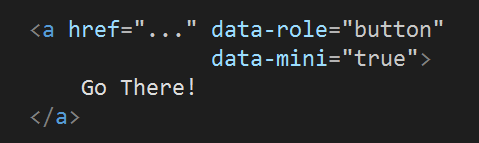 <a href="..." data-role="button"
data-mini="true">
Go There!
</a>